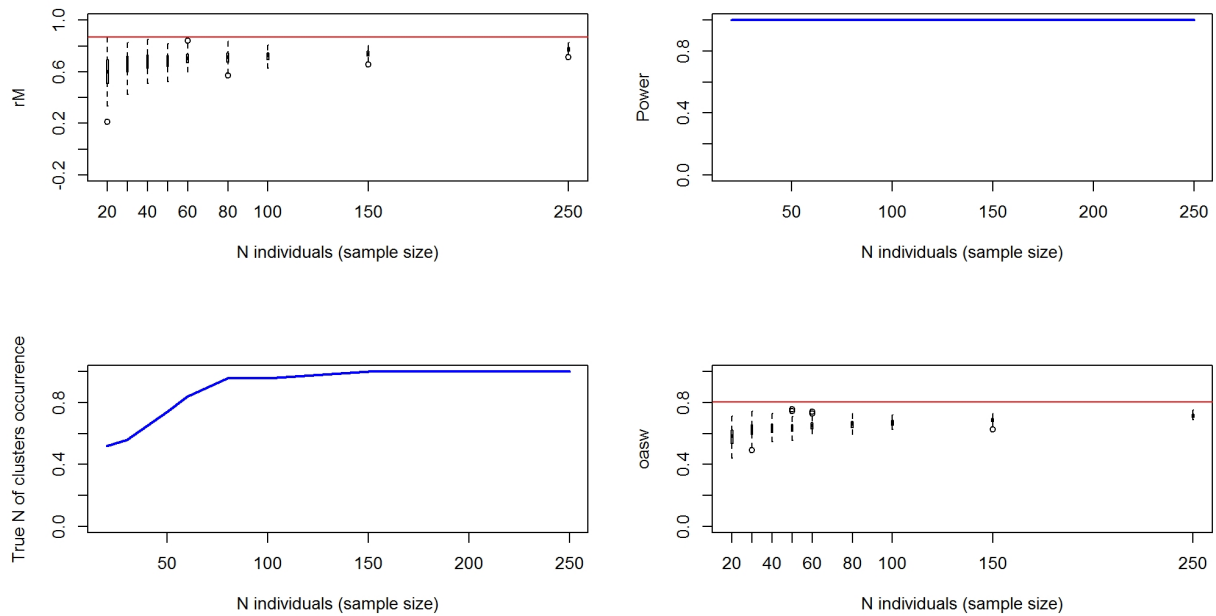 rM
1.0
0.6
0.2
-0.2
20 40 60 80 100 150 250
N individuals (sample size)
Power
0.8
0.4
0.0
50 100 150 200 250
N individuals (sample size)
True N of clusters occurrence
0.8
0.4
0.0
50 100 150 200 250
N individuals (sample size)
oasw
0.8
0.4
0.0
20 40 60 80 100 150 250
N individuals (sample size)